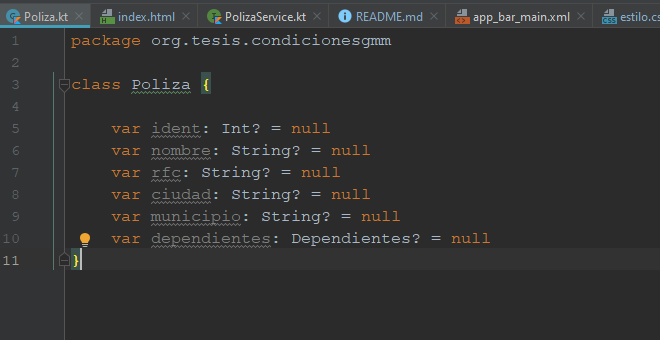 Poliza.kt index.html PolizaService.kt README.md app_bar_main.xml estilo.cs
1 package org.tesis.condicionesgmm
2
3 class Poliza {
4
5 var ident: Int? = null
6 var nombre: String? = null
7 var rfc: String? = null
8 var ciudad: String? = null
9 var municipio: String? = null
10 var dependientes: Dependientes? = null
11 }